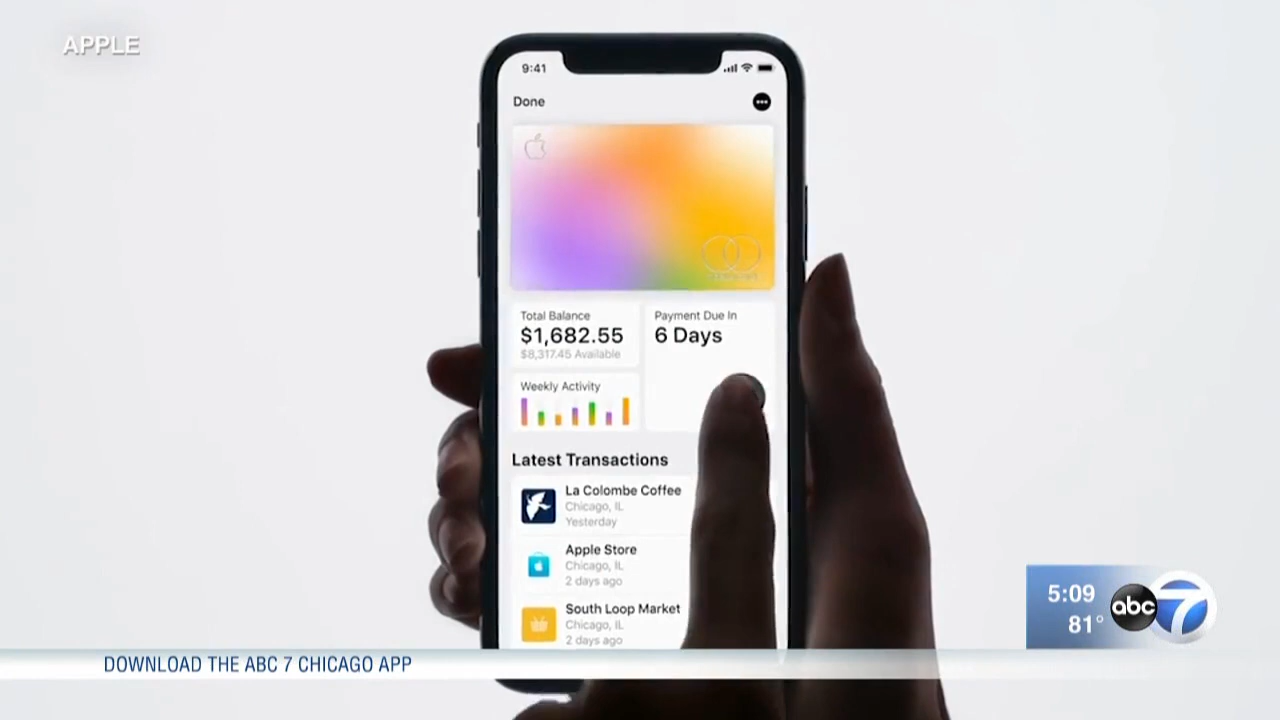 APPLE
9:41
Done
Total Balance
$1,682.55
$8,317.45 Available
Payment Due In
6 Days
Weekly Activity
Latest Transactions
La Colombe Coffee
Chicago, IL
Yesterday
Apple Store
Chicago, IL
2 days ago
South Loop Market
Chicago, IL
2 days ago
5:09
81°
abc
7
DOWNLOAD THE ABC 7 CHICAGO APP